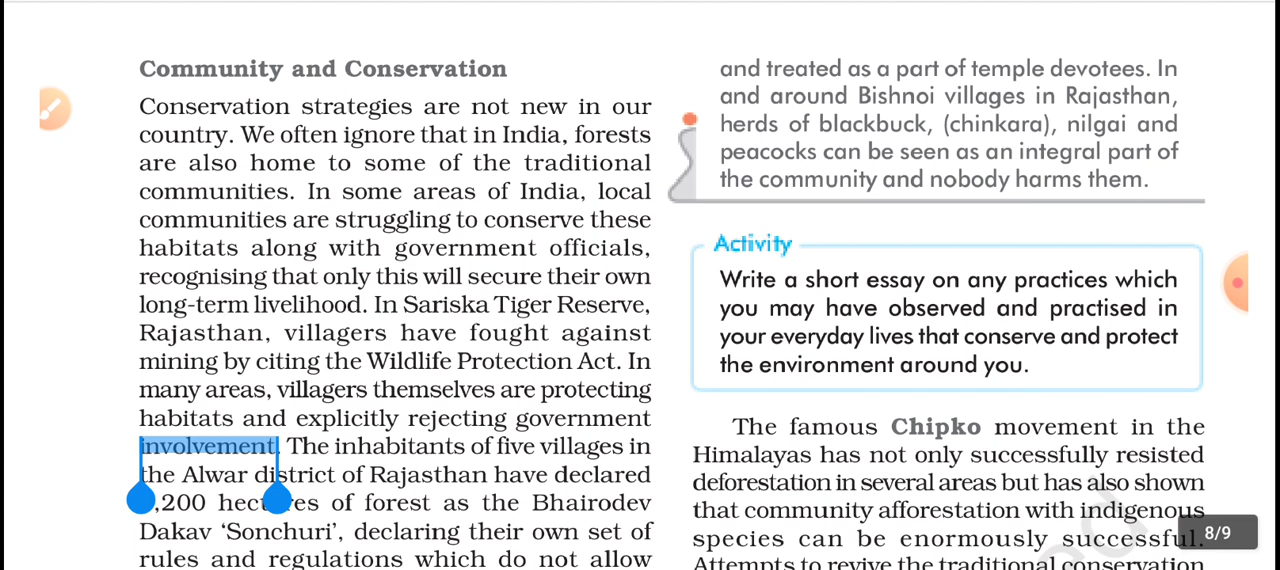 Community and Conservation
Conservation strategies are not new in our
country. We often ignore that in India, forests
are also home to some of the traditional
communities. In some areas of India, local
communities are struggling to conserve these
habitats along with government officials,
recognising that only this will secure their own
long-term livelihood. In Sariska Tiger Reserve,
Rajasthan, villagers have fought against
mining by citing the Wildlife Protection Act. In
many areas, villagers themselves are protecting
habitats and explicitly rejecting government
involvement. The inhabitants of five villages in
the Alwar district of Rajasthan have declared
,200 hectares of forest as the Bhairodev
Dakav ‘Sonchuri’, declaring their own set of
rules and regulations which do not allow
and treated as a part of temple devotees. In
and around Bishnoi villages in Rajasthan,
herds of blackbuck, (chinkara), nilgai and
peacocks can be seen as an integral part of
the community and nobody harms them.
Activity
Write a short essay on any practices which
you may have observed and practised in
your everyday lives that conserve and protect
the environment around you.
The famous Chipko movement in the
Himalayas has not only successfully resisted
deforestation in several areas but has also shown
that community afforestation with indigenous
species can be enormously successful.
Attempts to revive the traditional conservation
8/9